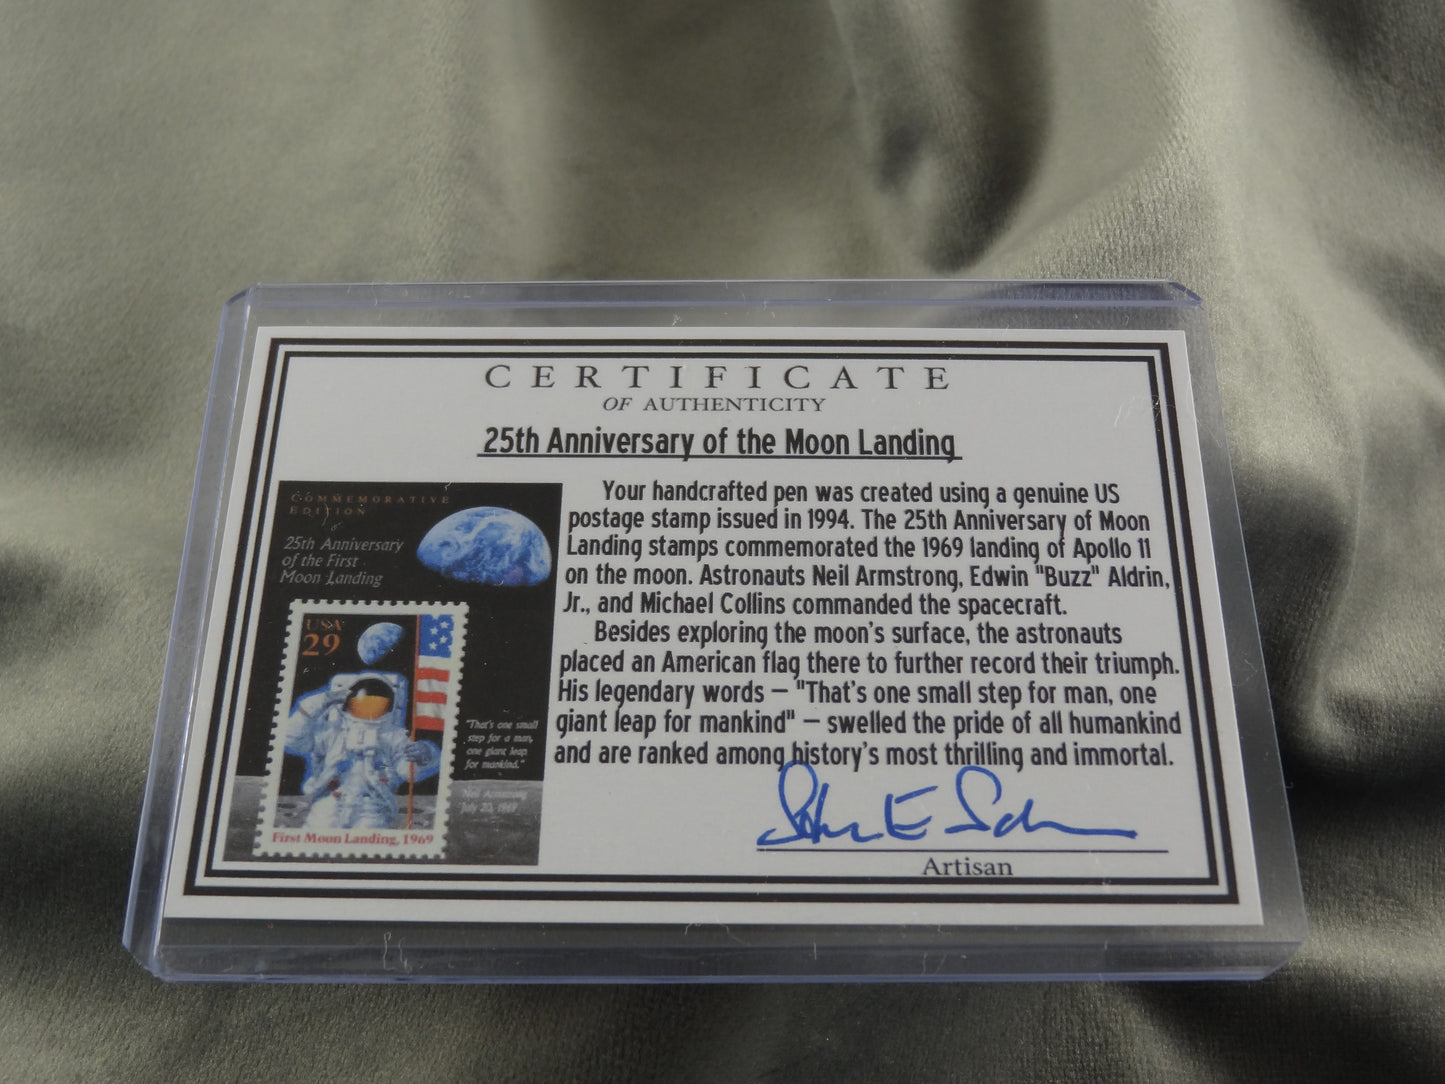 CERTIFICATE
OF AUTHENTICITY
25th Anniversary of the Moon Landing
COMMEMORATIVE
EDITION
25th Anniversary
of the First
Moon Landing
USA
29
"That's one small
step for a man,
one giant leap
for mankind."
Neil Armstrong
July 20, 1969
First Moon Landing, 1969
Your handcrafted pen was created using a genuine US
postage stamp issued in 1994. The 25th Anniversary of Moon
Landing stamps commemorated the 1969 landing of Apollo 11
on the moon. Astronauts Neil Armstrong, Edwin "Buzz" Aldrin,
Jr., and Michael Collins commanded the spacecraft.
Besides exploring the moon's surface, the astronauts
placed an American flag there to further record their triumph.
His legendary words – "That's one small step for man, one
giant leap for mankind" – swelled the pride of all humankind
and are ranked among history's most thrilling and immortal.
Artisan